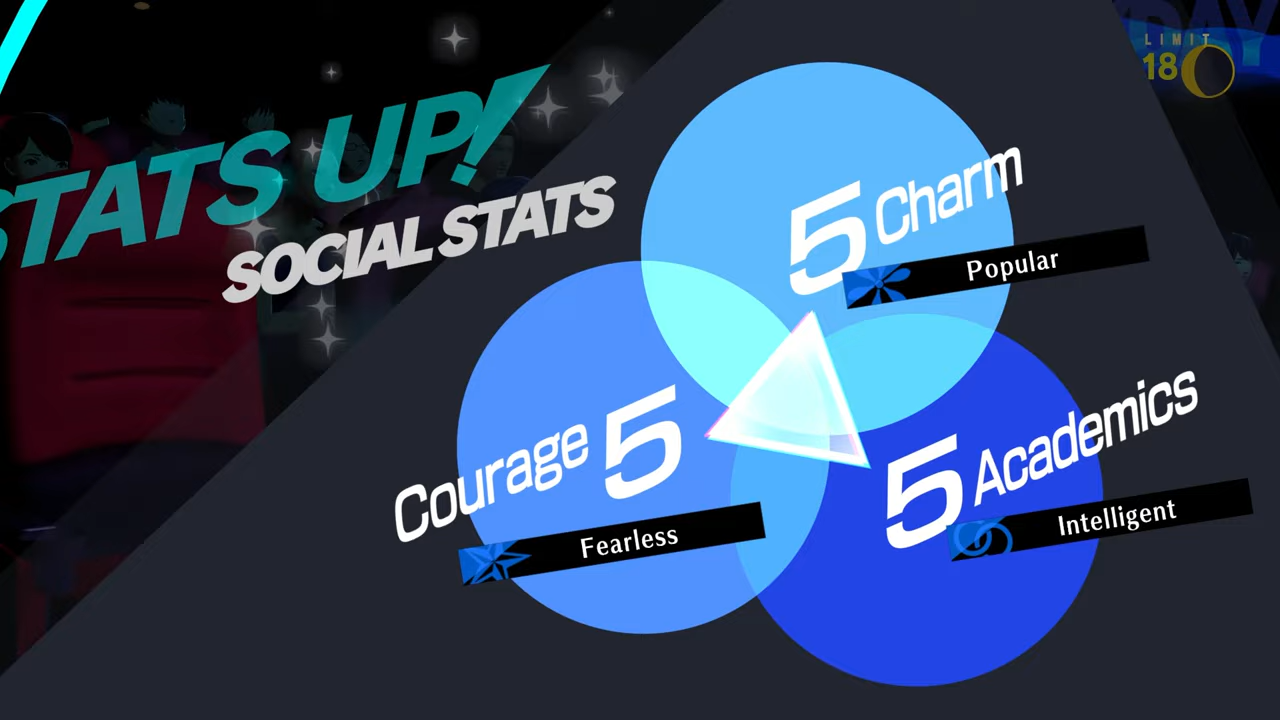 STATS UP!
SOCIAL STATS
LIMIT
18
5 Charm
Popular
Courage 5
Fearless
5 Academics
Intelligent